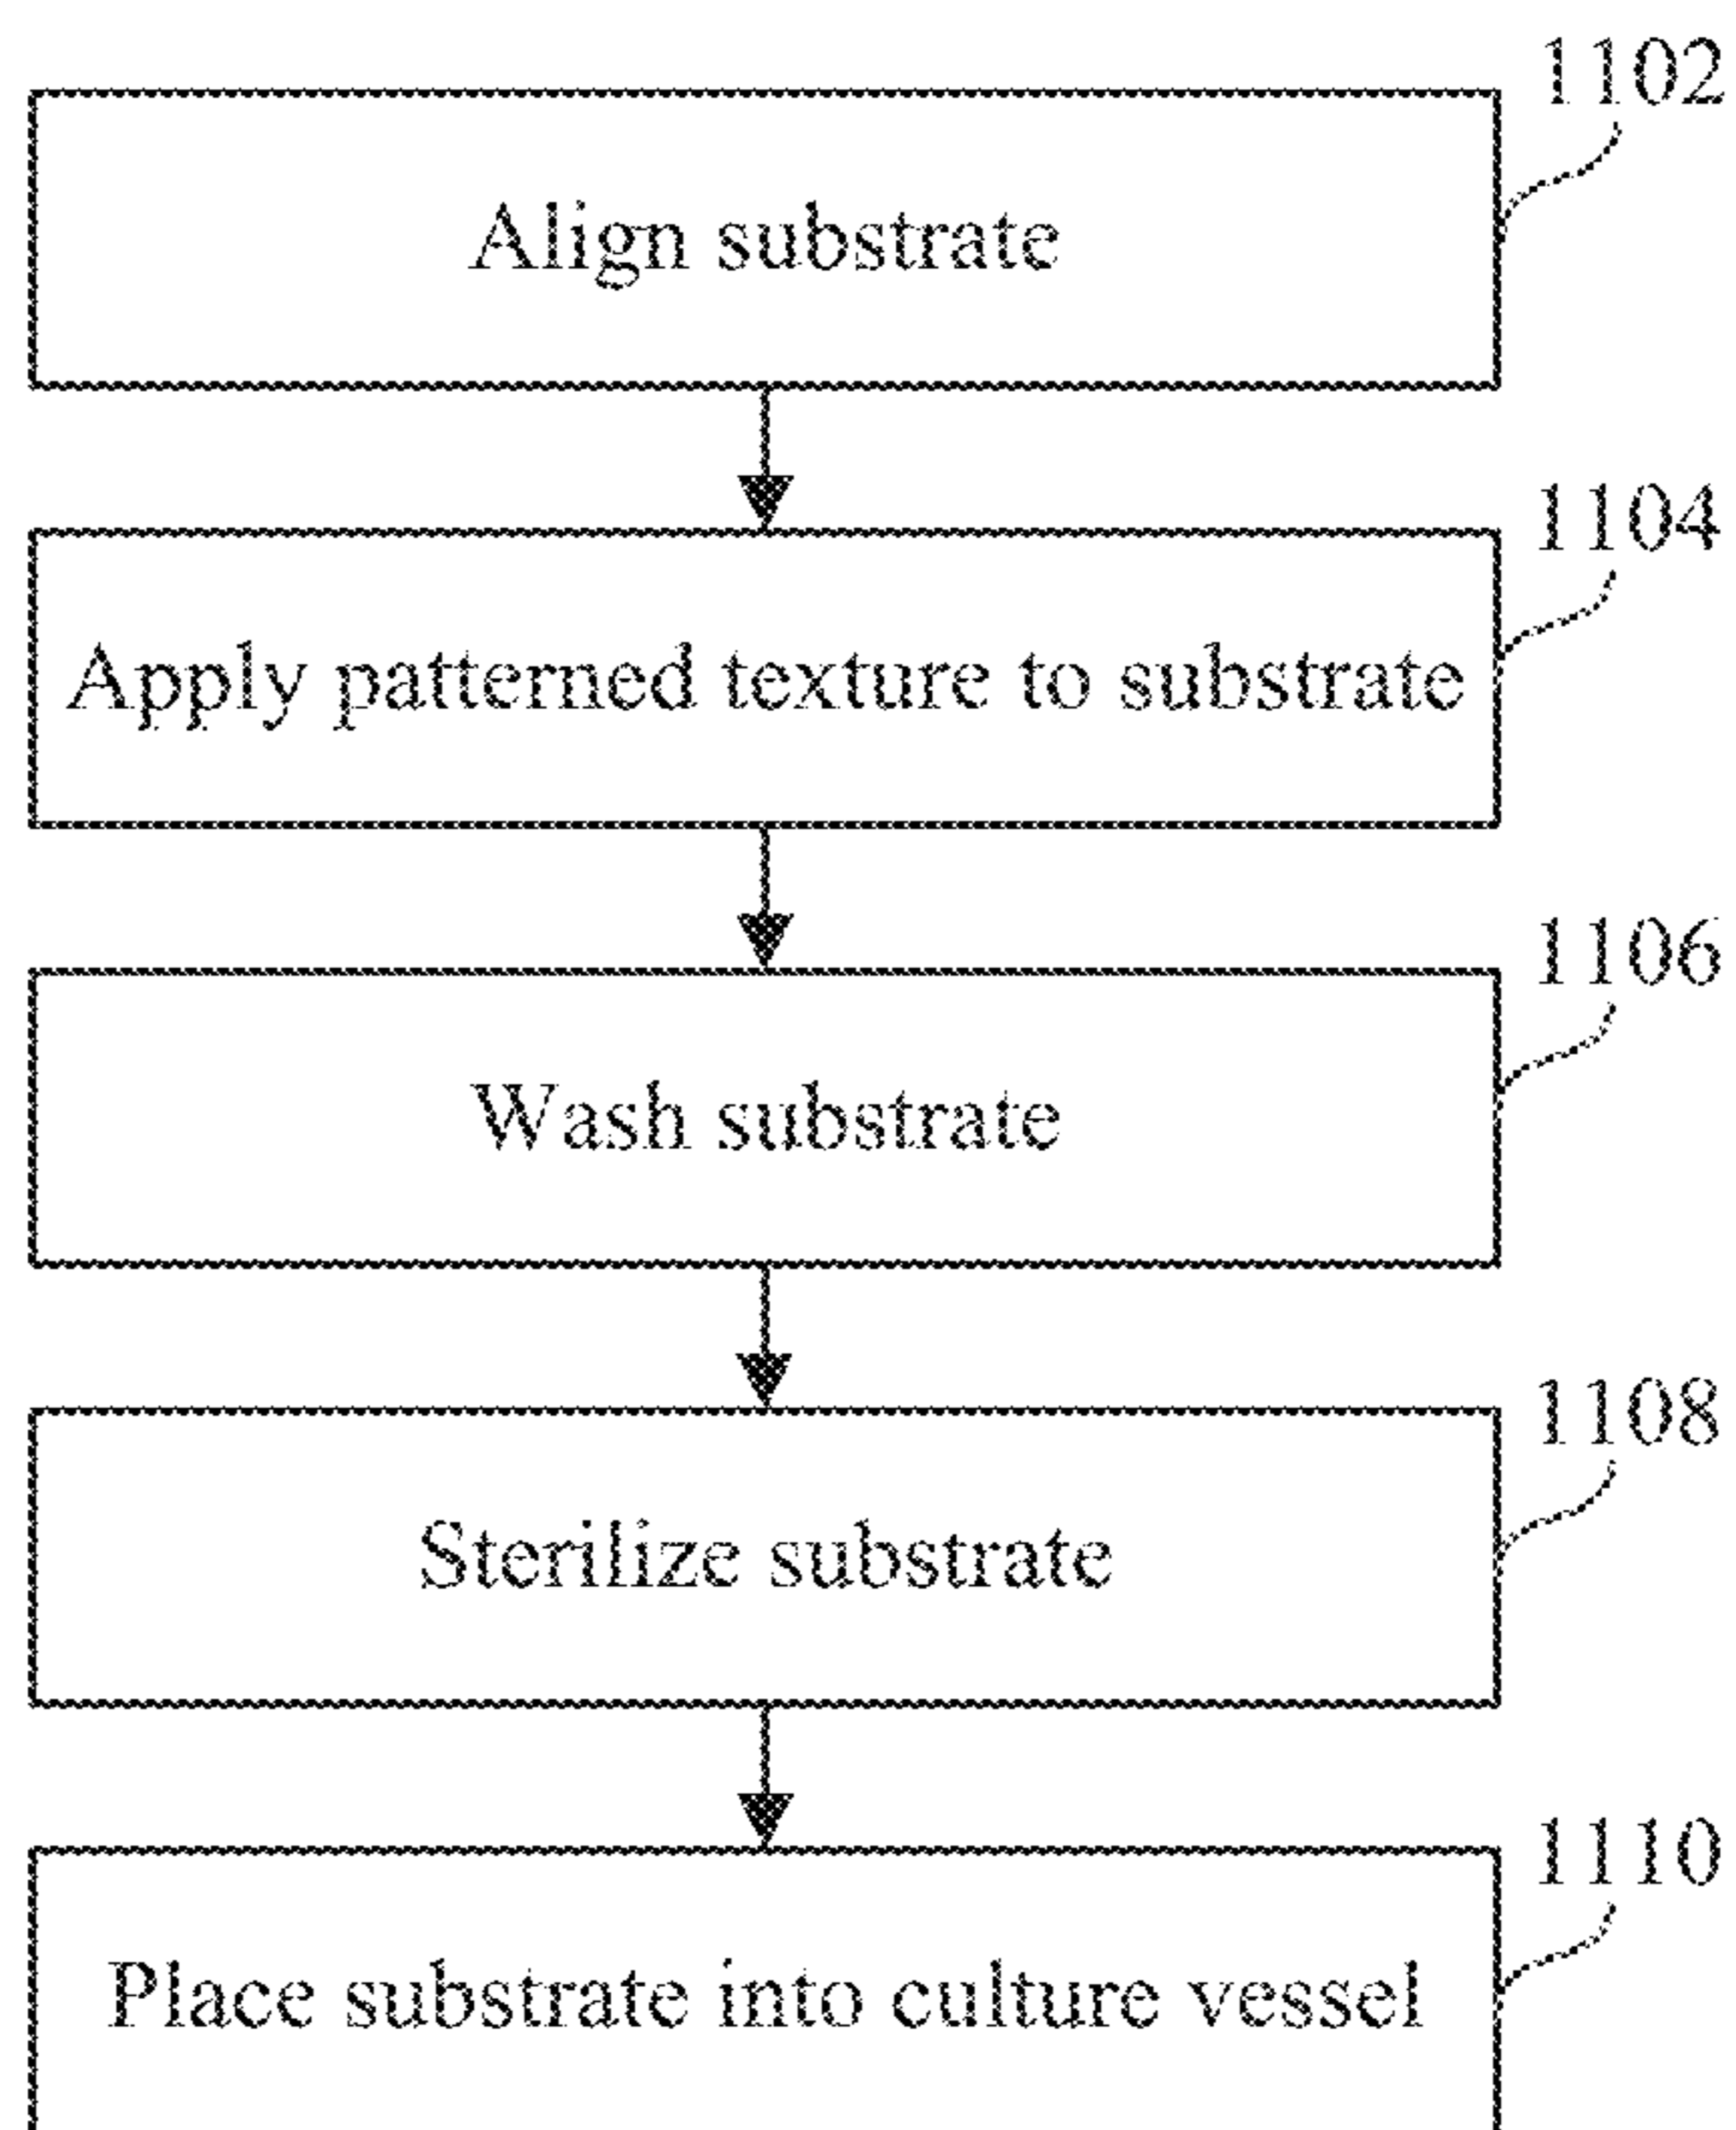 1102
Align substrate
1104
Apply patterned texture to substrate
1106
Wash substrate
1108
Sterilize substrate
1110
Place substrate into culture vessel